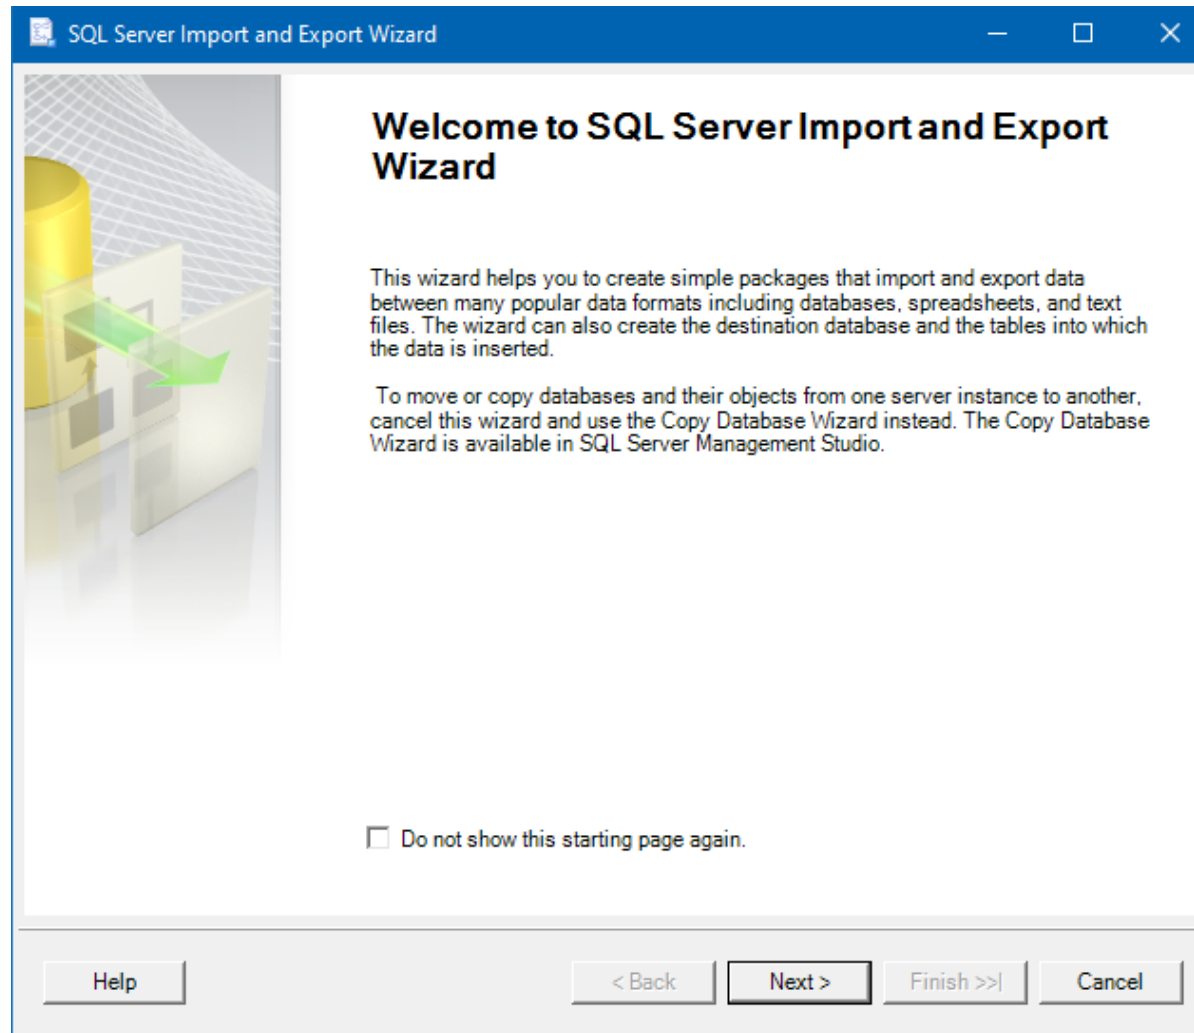 SQL Server Import and Export Wizard
Welcome to SQL Server Import and Export
Wizard
This wizard helps you to create simple packages that import and export data
between many popular data formats including databases, spreadsheets, and text
files. The wizard can also create the destination database and the tables into which
the data is inserted.
To move or copy databases and their objects from one server instance to another,
cancel this wizard and use the Copy Database Wizard instead. The Copy Database
Wizard is available in SQL Server Management Studio.
Do not show this starting page again.
Help < Back Next > Finish >>| Cancel